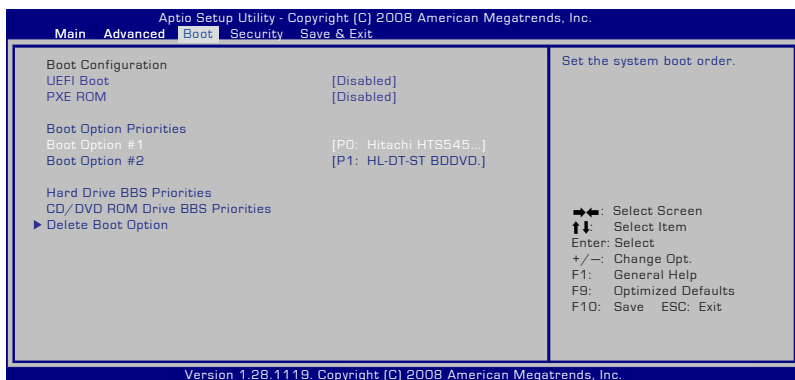 Aptio Setup Utility - Copyright (C) 2008 American Megatrends, Inc.
Main Advanced Boot Security Save & Exit
Boot Configuration
UEFI Boot [Disabled]
PXE ROM [Disabled]
Boot Option Priorities
Boot Option #1 [P0: Hitachi HTS545...]
Boot Option #2 [P1: HL-DT-ST BDDVD.]
Hard Drive BBS Priorities
CD/DVD ROM Drive BBS Priorities
▶ Delete Boot Option
Set the system boot order.
→←: Select Screen
↑↓: Select Item
Enter: Select
+/—: Change Opt.
F1: General Help
F9: Optimized Defaults
F10: Save ESC: Exit
Version 1.28.1119. Copyright (C) 2008 American Megatrends, Inc.